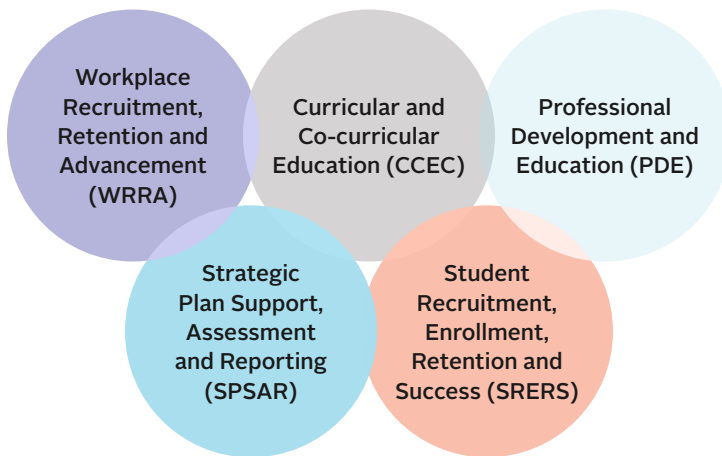 Workplace
Recruitment,
Retention and
Advancement
(WRRA)
Curricular and
Co-curricular
Education (CCEC)
Professional
Development and
Education (PDE)
Strategic
Plan Support,
Assessment
and Reporting
(SPSAR)
Student
Recruitment,
Enrollment,
Retention and
Success (SRERS)